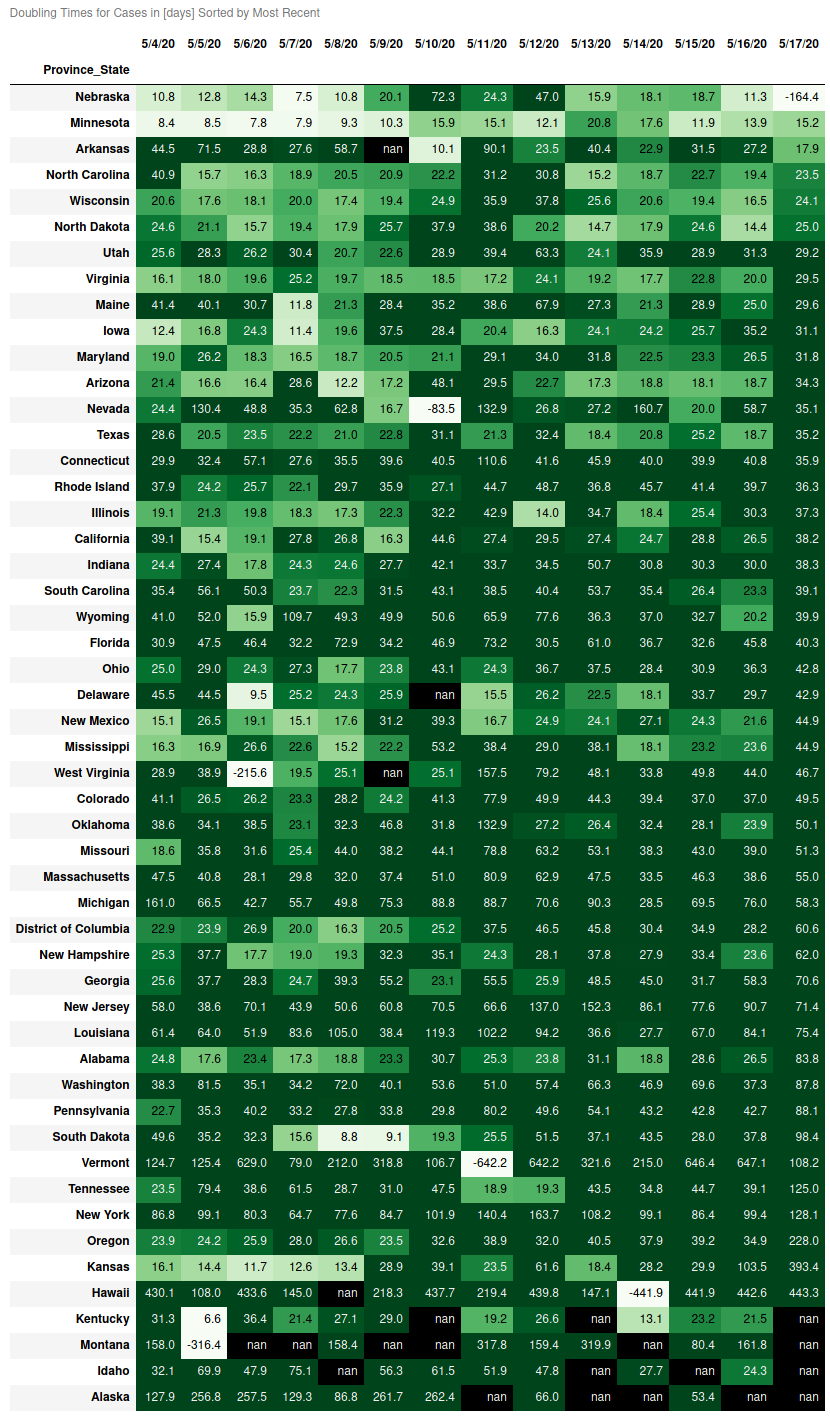 Doubling Times for Cases in [days] Sorted by Most Recent
5/4/20 5/5/20 5/6/20 5/7/20 5/8/20 5/9/20 5/10/20 5/11/20 5/12/20 5/13/20 5/14/20 5/15/20 5/16/20 5/17/20
Province_State
Nebraska 10.8 12.8 14.3 7.5 10.8 20.1 72.3 24.3 47.0 15.9 18.1 18.7 11.3 -164.4
Minnesota 8.4 8.5 7.8 7.9 9.3 10.3 15.9 15.1 12.1 20.8 17.6 11.9 13.9 15.2
Arkansas 44.5 71.5 28.8 27.6 58.7 nan 10.1 90.1 23.5 40.4 22.9 31.5 27.2 17.9
North Carolina 40.9 15.7 16.3 18.9 20.5 20.9 22.2 31.2 30.8 15.2 18.7 22.7 19.4 23.5
Wisconsin 20.6 17.6 18.1 20.0 17.4 19.4 24.9 35.9 37.8 25.6 20.6 19.4 16.5 24.1
North Dakota 24.6 21.1 15.7 19.4 17.9 25.7 37.9 38.6 20.2 14.7 17.9 24.6 14.4 25.0
Utah 25.6 28.3 26.2 30.4 20.7 22.6 28.9 39.4 63.3 24.1 35.9 28.9 31.3 29.2
Virginia 16.1 18.0 19.6 25.2 19.7 18.5 18.5 17.2 24.1 19.2 17.7 22.8 20.0 29.5
Maine 41.4 40.1 30.7 11.8 21.3 28.4 35.2 38.6 67.9 27.3 21.3 28.9 25.0 29.6
Iowa 12.4 16.8 24.3 11.4 19.6 37.5 28.4 20.4 16.3 24.1 24.2 25.7 35.2 31.1
Maryland 19.0 26.2 18.3 16.5 18.7 20.5 21.1 29.1 34.0 31.8 22.5 23.3 26.5 31.8
Arizona 21.4 16.6 16.4 28.6 12.2 17.2 48.1 29.5 22.7 17.3 18.8 18.1 18.7 34.3
Nevada 24.4 130.4 48.8 35.3 62.8 16.7 -83.5 132.9 26.8 27.2 160.7 20.0 58.7 35.1
Texas 28.6 20.5 23.5 22.2 21.0 22.8 31.1 21.3 32.4 18.4 20.8 25.2 18.7 35.2
Connecticut 29.9 32.4 57.1 27.6 35.5 39.6 40.5 110.6 41.6 45.9 40.0 39.9 40.8 35.9
Rhode Island 37.9 24.2 25.7 22.1 29.7 35.9 27.1 44.7 48.7 36.8 45.7 41.4 39.7 36.3
Illinois 19.1 21.3 19.8 18.3 17.3 22.3 32.2 42.9 14.0 34.7 18.4 25.4 30.3 37.3
California 39.1 15.4 19.1 27.8 26.8 16.3 44.6 27.4 29.5 27.4 24.7 28.8 26.5 38.2
Indiana 24.4 27.4 17.8 24.3 24.6 27.7 42.1 33.7 34.5 50.7 30.8 30.3 30.0 38.3
South Carolina 35.4 56.1 50.3 23.7 22.3 31.5 43.1 38.5 40.4 53.7 35.4 26.4 23.3 39.1
Wyoming 41.0 52.0 15.9 109.7 49.3 49.9 50.6 65.9 77.6 36.3 37.0 32.7 20.2 39.9
Florida 30.9 47.5 46.4 32.2 72.9 34.2 46.9 73.2 30.5 61.0 36.7 32.6 45.8 40.3
Ohio 25.0 29.0 24.3 27.3 17.7 23.8 43.1 24.3 36.7 37.5 28.4 30.9 36.3 42.8
Delaware 45.5 44.5 9.5 25.2 24.3 25.9 nan 15.5 26.2 22.5 18.1 33.7 29.7 42.9
New Mexico 15.1 26.5 19.1 15.1 17.6 31.2 39.3 16.7 24.9 24.1 27.1 24.3 21.6 44.9
Mississippi 16.3 16.9 26.6 22.6 15.2 22.2 53.2 38.4 29.0 38.1 18.1 23.2 23.6 44.9
West Virginia 28.9 38.9 -215.6 19.5 25.1 nan 25.1 157.5 79.2 48.1 33.8 49.8 44.0 46.7
Colorado 41.1 26.5 26.2 23.3 28.2 24.2 41.3 77.9 49.9 44.3 39.4 37.0 37.0 49.5
Oklahoma 38.6 34.1 38.5 23.1 32.3 46.8 31.8 132.9 27.2 26.4 32.4 28.1 23.9 50.1
Missouri 18.6 35.8 31.6 25.4 44.0 38.2 44.1 78.8 63.2 53.1 38.3 43.0 39.0 51.3
Massachusetts 47.5 40.8 28.1 29.8 32.0 37.4 51.0 80.9 62.9 47.5 33.5 46.3 38.6 55.0
Michigan 161.0 66.5 42.7 55.7 49.8 75.3 88.8 88.7 70.6 90.3 28.5 69.5 76.0 58.3
District of Columbia 22.9 23.9 26.9 20.0 16.3 20.5 25.2 37.5 46.5 45.8 30.4 34.9 28.2 60.6
New Hampshire 25.3 37.7 17.7 19.0 19.3 32.3 35.1 24.3 28.1 37.8 27.9 33.4 23.6 62.0
Georgia 25.6 37.7 28.3 24.7 39.3 55.2 23.1 55.5 25.9 48.5 45.0 31.7 58.3 70.6
New Jersey 58.0 38.6 70.1 43.9 50.6 60.8 70.5 66.6 137.0 152.3 86.1 77.6 90.7 71.4
Louisiana 61.4 64.0 51.9 83.6 105.0 38.4 119.3 102.2 94.2 36.6 27.7 67.0 84.1 75.4
Alabama 24.8 17.6 23.4 17.3 18.8 23.3 30.7 25.3 23.8 31.1 18.8 28.6 26.5 83.8
Washington 38.3 81.5 35.1 34.2 72.0 40.1 53.6 51.0 57.4 66.3 46.9 69.6 37.3 87.8
Pennsylvania 22.7 35.3 40.2 33.2 27.8 33.8 29.8 80.2 49.6 54.1 43.2 42.8 42.7 88.1
South Dakota 49.6 35.2 32.3 15.6 8.8 9.1 19.3 25.5 51.5 37.1 43.5 28.0 37.8 98.4
Vermont 124.7 125.4 629.0 79.0 212.0 318.8 106.7 -642.2 642.2 321.6 215.0 646.4 647.1 108.2
Tennessee 23.5 79.4 38.6 61.5 28.7 31.0 47.5 18.9 19.3 43.5 34.8 44.7 39.1 125.0
New York 86.8 99.1 80.3 64.7 77.6 84.7 101.9 140.4 163.7 108.2 99.1 86.4 99.4 128.1
Oregon 23.9 24.2 25.9 28.0 26.6 23.5 32.6 38.9 32.0 40.5 37.9 39.2 34.9 228.0
Kansas 16.1 14.4 11.7 12.6 13.4 28.9 39.1 23.5 61.6 18.4 28.2 29.9 103.5 393.4
Hawaii 430.1 108.0 433.6 145.0 nan 218.3 437.7 219.4 439.8 147.1 -441.9 441.9 442.6 443.3
Kentucky 31.3 6.6 36.4 21.4 27.1 29.0 nan 19.2 26.6 nan 13.1 23.2 21.5 nan
Montana 158.0 -316.4 nan nan 158.4 nan nan 317.8 159.4 319.9 nan 80.4 161.8 nan
Idaho 32.1 69.9 47.9 75.1 nan 56.3 61.5 51.9 47.8 nan 27.7 nan 24.3 nan
Alaska 127.9 256.8 257.5 129.3 86.8 261.7 262.4 nan 66.0 nan nan 53.4 nan nan